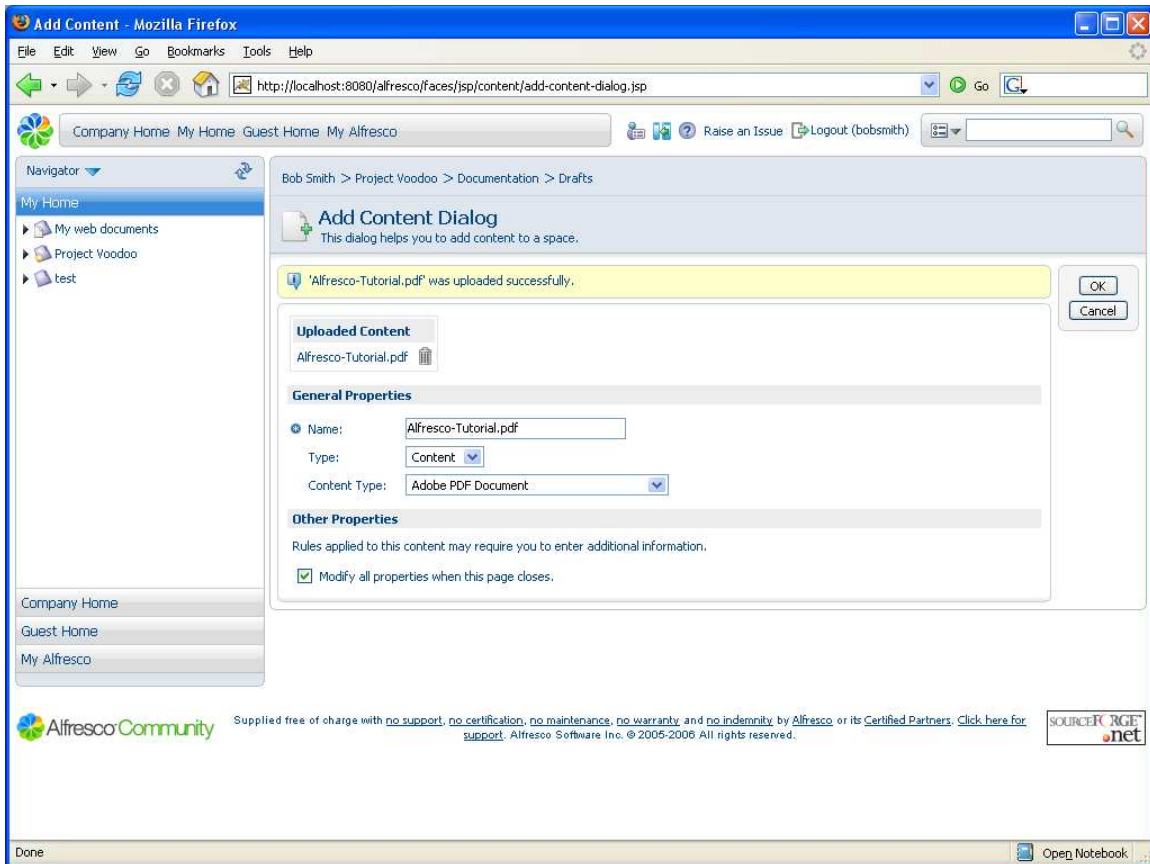 Add Content - Mozilla Firefox
File Edit View Go Bookmarks Tools Help
http://localhost:8080/alfresco/faces/jsp/content/add-content-dialog.jsp
Go
G
Company Home My Home Guest Home My Alfresco
Raise an Issue
Logout (bobsmith)
Navigator
Bob Smith > Project Voodoo > Documentation > Drafts
My Home
My web documents
Project Voodoo
test
Add Content Dialog
This dialog helps you to add content to a space.
'Alfresco-Tutorial.pdf' was uploaded successfully.
OK
Cancel
Uploaded Content
Alfresco-Tutorial.pdf
General Properties
Name: Alfresco-Tutorial.pdf
Type: Content
Content Type: Adobe PDF Document
Other Properties
Rules applied to this content may require you to enter additional information.
Modify all properties when this page closes.
Company Home
Guest Home
My Alfresco
Alfresco Community
Supplied free of charge with no support, no certification, no maintenance, no warranty and no indemnity by Alfresco or its Certified Partners. Click here for
support. Alfresco Software Inc. © 2005-2006 All rights reserved.
SOURCEFORGE
.net
Done
Open Notebook